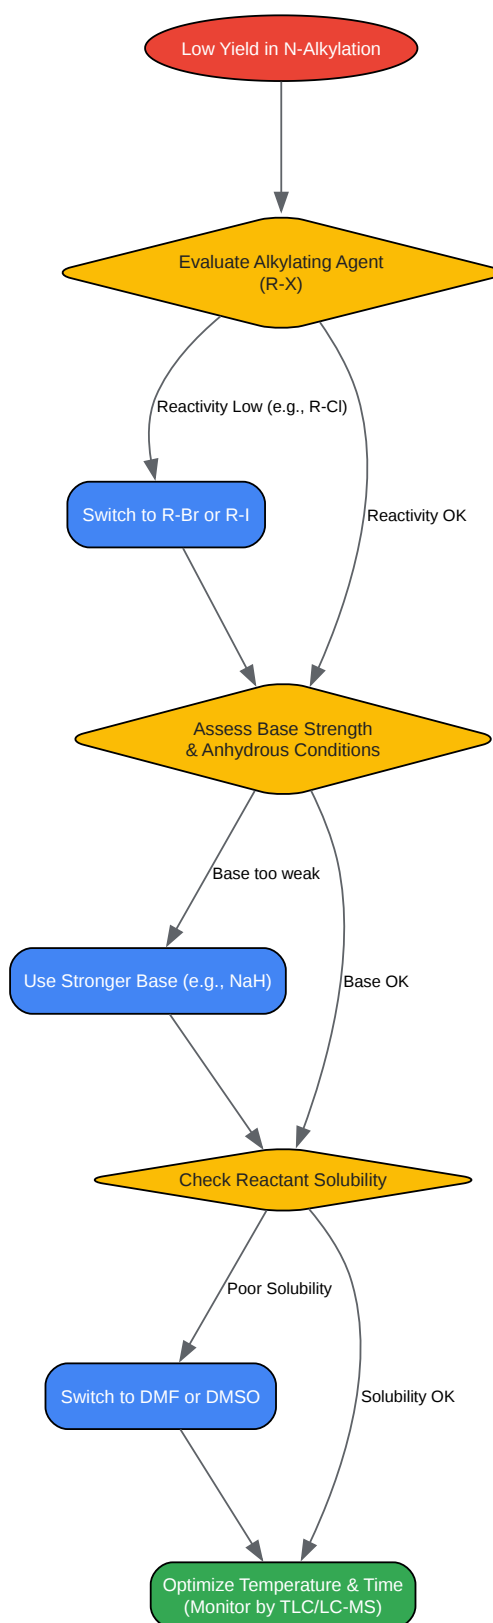 Low Yield in N-Alkylation
Evaluate Alkylating Agent
(R-X)
Reactivity Low (e.g., R-Cl)
Switch to R-Br or R-I
Reactivity OK
Assess Base Strength
& Anhydrous Conditions
Base too weak
Use Stronger Base (e.g., NaH)
Base OK
Check Reactant Solubility
Poor Solubility
Switch to DMF or DMSO
Solubility OK
Optimize Temperature & Time
(Monitor by TLC/LC-MS)